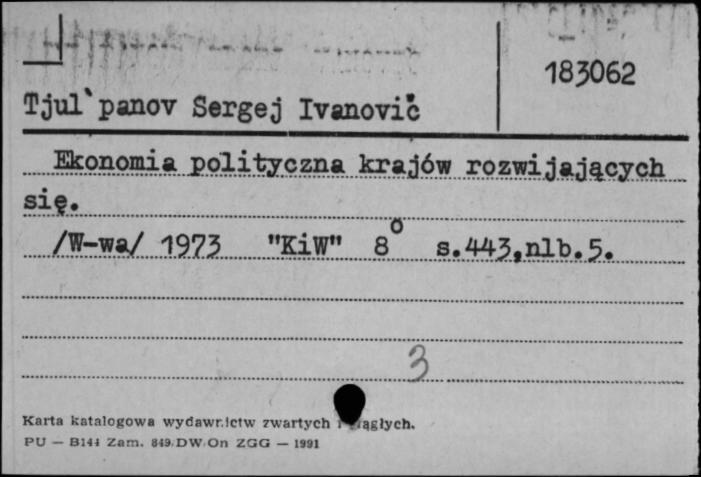 183062
Tjul`panov Sergej Ivanovič
Ekonomia polityczna krajów rozwijających
się.
/W-wa/ 1973 "KiW" 8° s.443,nlb.5.
3
Karta katalogowa wydawnictw zwartych i ciągłych.
PU — B144 Zam. 849/DW/On ZGG — 1991